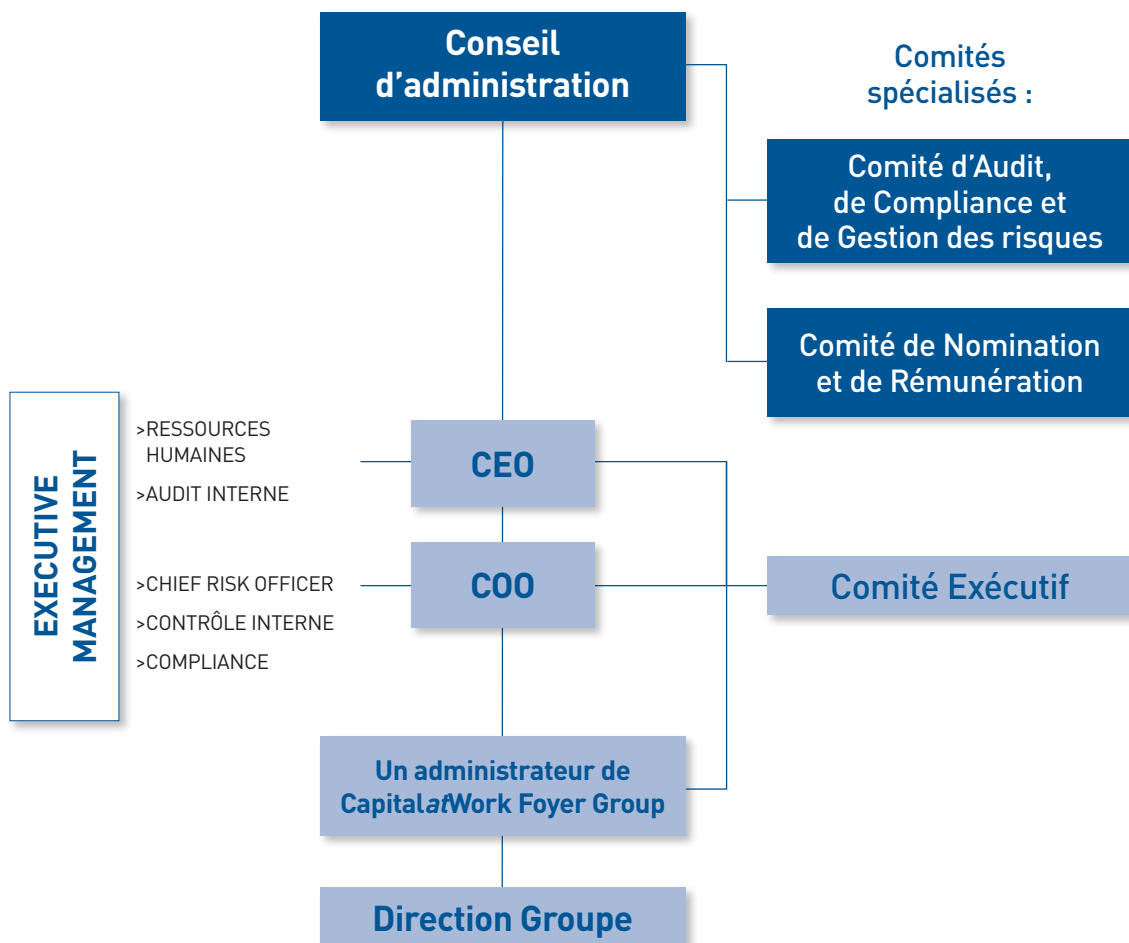 Conseil
d'administration
Comités
spécialisés :
Comité d'Audit,
de Compliance et
de Gestion des risques
Comité de Nomination
et de Rémunération
EXECUTIVE
MANAGEMENT
>RESSOURCES
HUMAINES
>AUDIT INTERNE
CEO
>CHIEF RISK OFFICER
>CONTRÔLE INTERNE
>COMPLIANCE
COO
Comité Exécutif
Un administrateur de
CapitalatWork Foyer Group
Direction Groupe